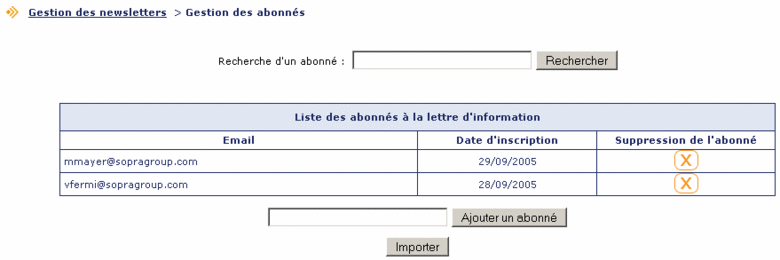 Gestion des newsletters > Gestion des abonnés
Recherche d'un abonné : Rechercher
Liste des abonnés à la lettre d'information
Email Date d'inscription Suppression de l'abonné
mmayer@sopragroup.com 29/09/2005 X
vfermi@sopragroup.com 28/09/2005 X
Ajouter un abonné
Importer